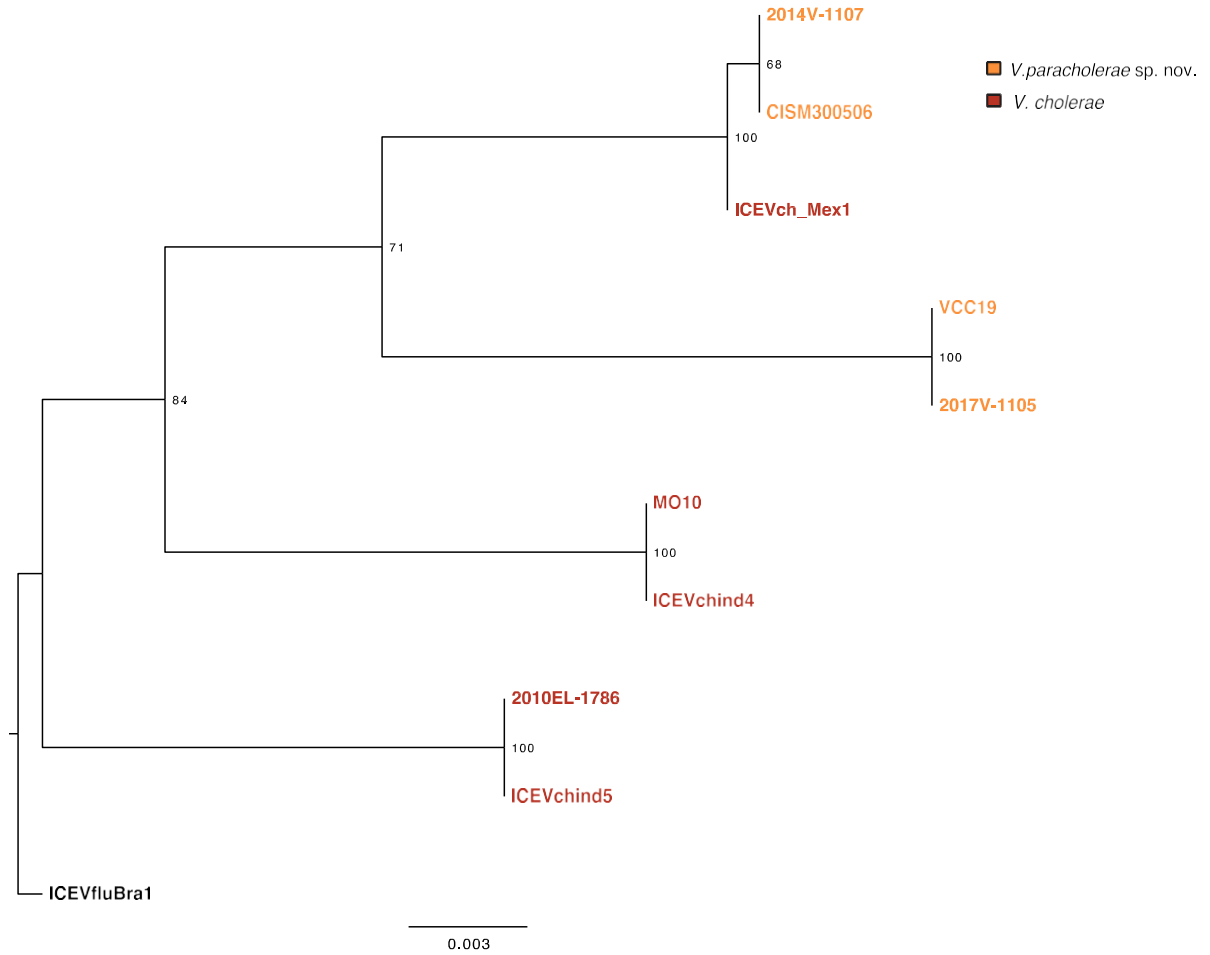 2014V-1107
68
V.paracholerae sp. nov.
V. cholerae
CISM300506
100
ICEVch_Mex1
71
VCC19
100
2017V-1105
84
MO10
100
ICEVchind4
2010EL-1786
100
ICEVchind5
ICEVfluBra1
0.003